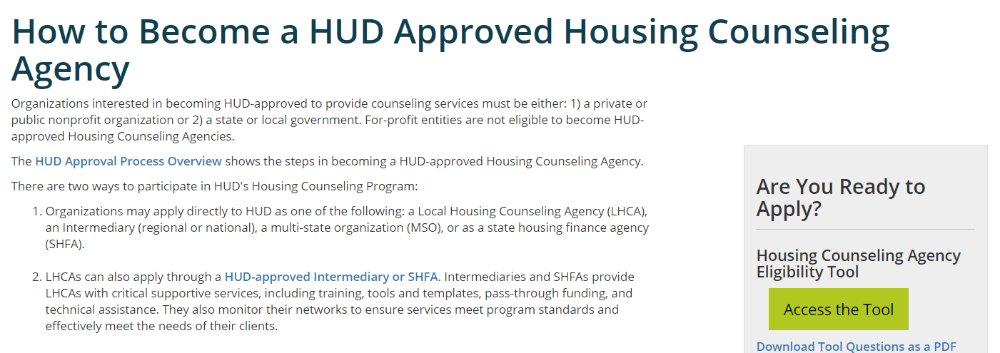 How to Become a HUD Approved Housing Counseling
Agency
Organizations interested in becoming HUD-approved to provide counseling services must be either: 1) a private or
public nonprofit organization or 2) a state or local government. For-profit entities are not eligible to become HUD-
approved Housing Counseling Agencies.
The HUD Approval Process Overview shows the steps in becoming a HUD-approved Housing Counseling Agency.
There are two ways to participate in HUD's Housing Counseling Program:
1. Organizations may apply directly to HUD as one of the following: a Local Housing Counseling Agency (LHCA),
an Intermediary (regional or national), a multi-state organization (MSO), or as a state housing finance agency
(SHFA).
2. LHCAs can also apply through a HUD-approved Intermediary or SHFA. Intermediaries and SHFAs provide
LHCAs with critical supportive services, including training, tools and templates, pass-through funding, and
technical assistance. They also monitor their networks to ensure services meet program standards and
effectively meet the needs of their clients.
Are You Ready to
Apply?
Housing Counseling Agency
Eligibility Tool
Access the Tool
Download Tool Questions as a PDF